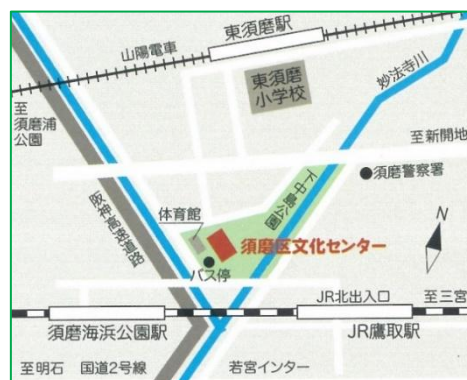 東須磨駅
山陽電車
東須磨
小学校
妙法寺川
至
須磨浦
公園
至新開地
須磨警察署
体育館
下中島公園
阪神高速道路
須磨区文化センター
バス停
N
JR北出入口
至三宮
須磨海浜公園駅
JR鷹取駅
至明石
国道2号線
若宮インター